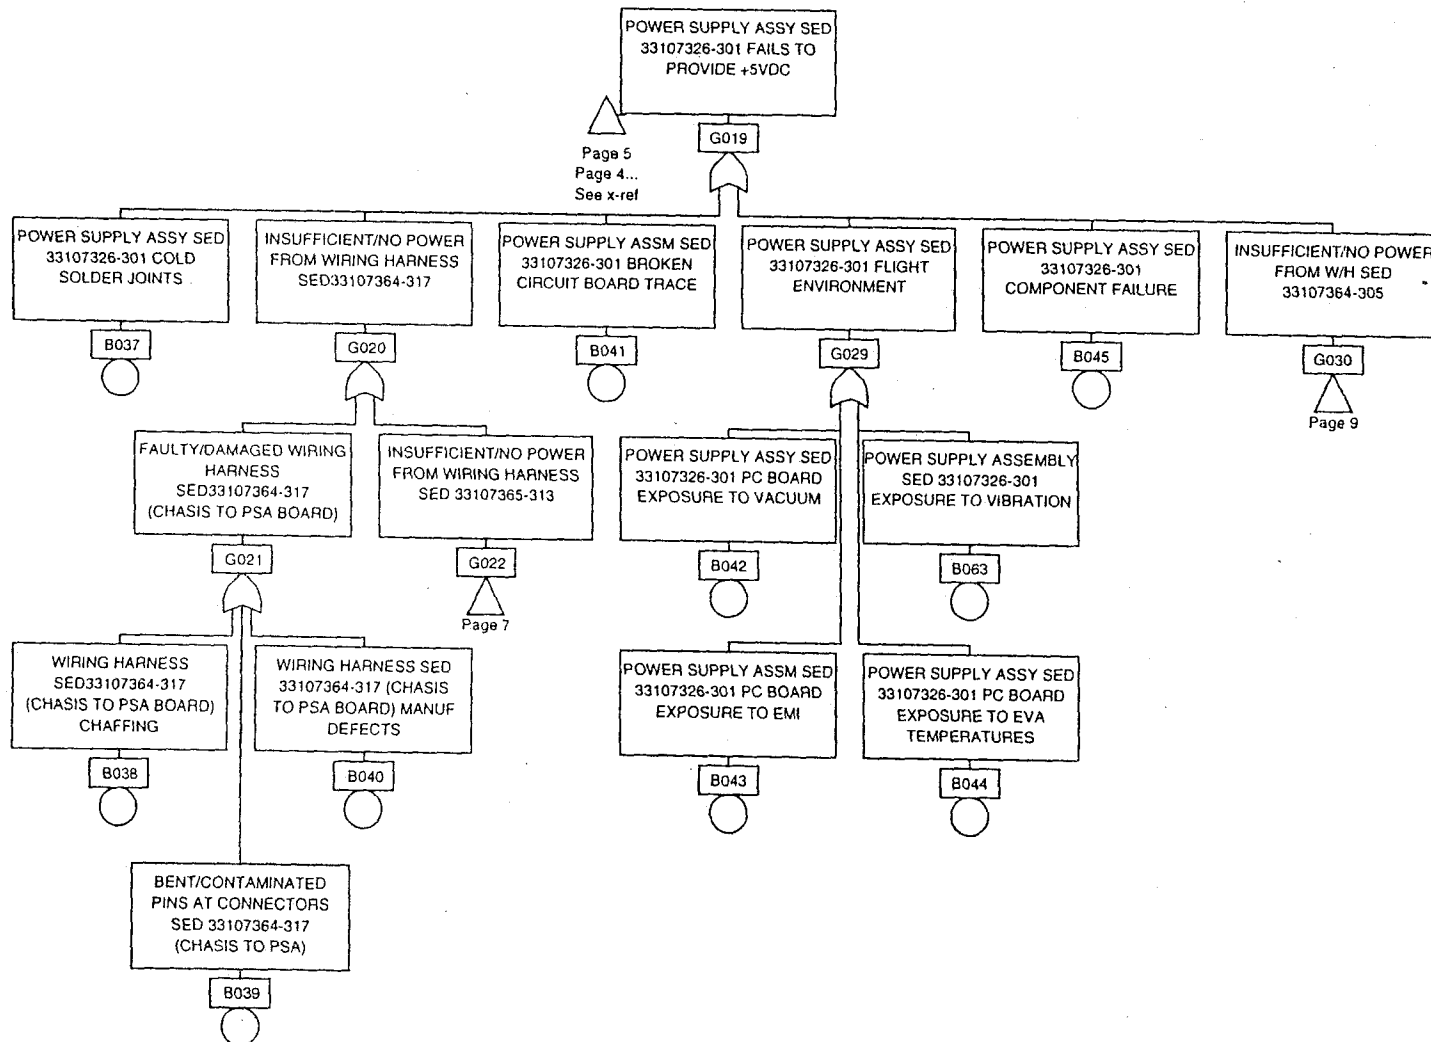 POWER SUPPLY ASSY SED
33107326-301 FAILS TO
PROVIDE +5VDC
G019
Page 5
Page 4...
See x-ref
POWER SUPPLY ASSY SED
33107326-301 COLD
SOLDER JOINTS
B037
INSUFFICIENT/NO POWER
FROM WIRING HARNESS
SED33107364-317
G020
POWER SUPPLY ASSM SED
33107326-301 BROKEN
CIRCUIT BOARD TRACE
B041
POWER SUPPLY ASSY SED
33107326-301 FLIGHT
ENVIRONMENT
G029
POWER SUPPLY ASSY SED
33107326-301
COMPONENT FAILURE
B045
INSUFFICIENT/NO POWER
FROM W/H SED
33107364-305
G030
Page 9
FAULTY/DAMAGED WIRING
HARNESS
SED33107364-317
(CHASIS TO PSA BOARD)
G021
INSUFFICIENT/NO POWER
FROM WIRING HARNESS
SED 33107365-313
G022
Page 7
POWER SUPPLY ASSY SED
33107326-301 PC BOARD
EXPOSURE TO VACUUM
B042
POWER SUPPLY ASSEMBLY
SED 33107326-301
EXPOSURE TO VIBRATION
B063
WIRING HARNESS
SED33107364-317
(CHASIS TO PSA BOARD)
CHAFFING
B038
WIRING HARNESS SED
33107364-317 (CHASIS
TO PSA BOARD) MANUF
DEFECTS
B040
POWER SUPPLY ASSM SED
33107326-301 PC BOARD
EXPOSURE TO EMI
B043
POWER SUPPLY ASSY SED
33107326-301 PC BOARD
EXPOSURE TO EVA
TEMPERATURES
B044
BENT/CONTAMINATED
PINS AT CONNECTORS
SED 33107364-317
(CHASIS TO PSA)
B039